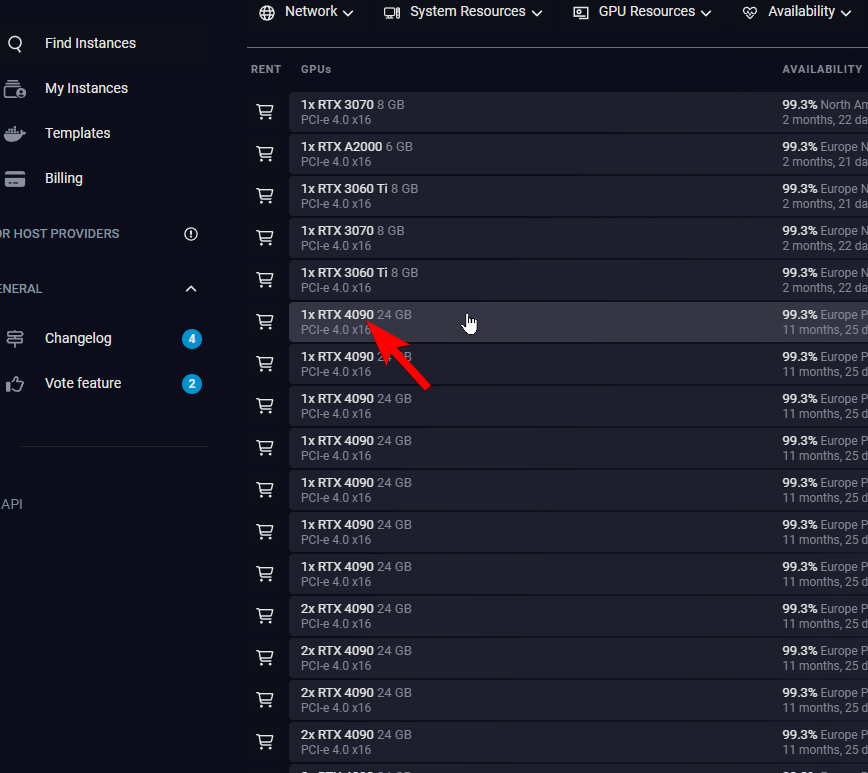 Network
System Resources
GPU Resources
Availability
Find Instances
My Instances
Templates
Billing
OR HOST PROVIDERS
ENERAL
Changelog 4
Vote feature 2
API
RENT GPUs AVAILABILITY
1x RTX 3070 8 GB 99.3% North Am
PCI-e 4.0 x16 2 months, 22 da
1x RTX A2000 6 GB 99.3% Europe N
PCI-e 4.0 x16 2 months, 21 da
1x RTX 3060 Ti 8 GB 99.3% Europe N
PCI-e 4.0 x16 2 months, 21 da
1x RTX 3070 8 GB 99.3% Europe N
PCI-e 4.0 x16 2 months, 22 da
1x RTX 3060 Ti 8 GB 99.3% Europe N
PCI-e 4.0 x16 2 months, 22 da
1x RTX 4090 24 GB 99.3% Europe P
PCI-e 4.0 x16 11 months, 25 d
1x RTX 4090 24 GB 99.3% Europe P
PCI-e 4.0 x16 11 months, 25 d
1x RTX 4090 24 GB 99.3% Europe P
PCI-e 4.0 x16 11 months, 25 d
1x RTX 4090 24 GB 99.3% Europe P
PCI-e 4.0 x16 11 months, 25 d
1x RTX 4090 24 GB 99.3% Europe P
PCI-e 4.0 x16 11 months, 25 d
1x RTX 4090 24 GB 99.3% Europe P
PCI-e 4.0 x16 11 months, 25 d
1x RTX 4090 24 GB 99.3% Europe P
PCI-e 4.0 x16 11 months, 25 d
2x RTX 4090 24 GB 99.3% Europe P
PCI-e 4.0 x16 11 months, 25 d
2x RTX 4090 24 GB 99.3% Europe P
PCI-e 4.0 x16 11 months, 25 d
2x RTX 4090 24 GB 99.3% Europe P
PCI-e 4.0 x16 11 months, 25 d
2x RTX 4090 24 GB 99.3% Europe P
PCI-e 4.0 x16 11 months, 25 d